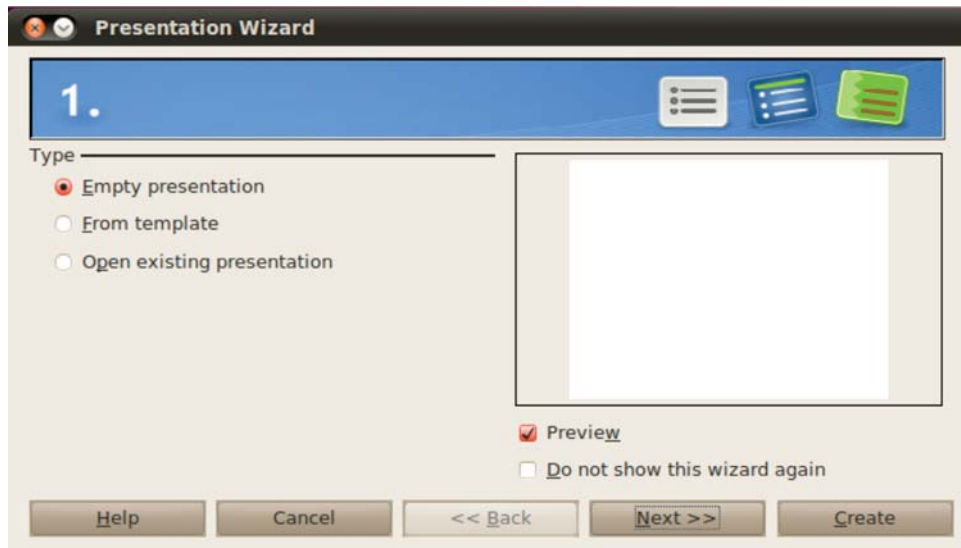 Presentation Wizard
1.
Type
Empty presentation
From template
Open existing presentation
Preview
Do not show this wizard again
Help Cancel << Back Next >> Create